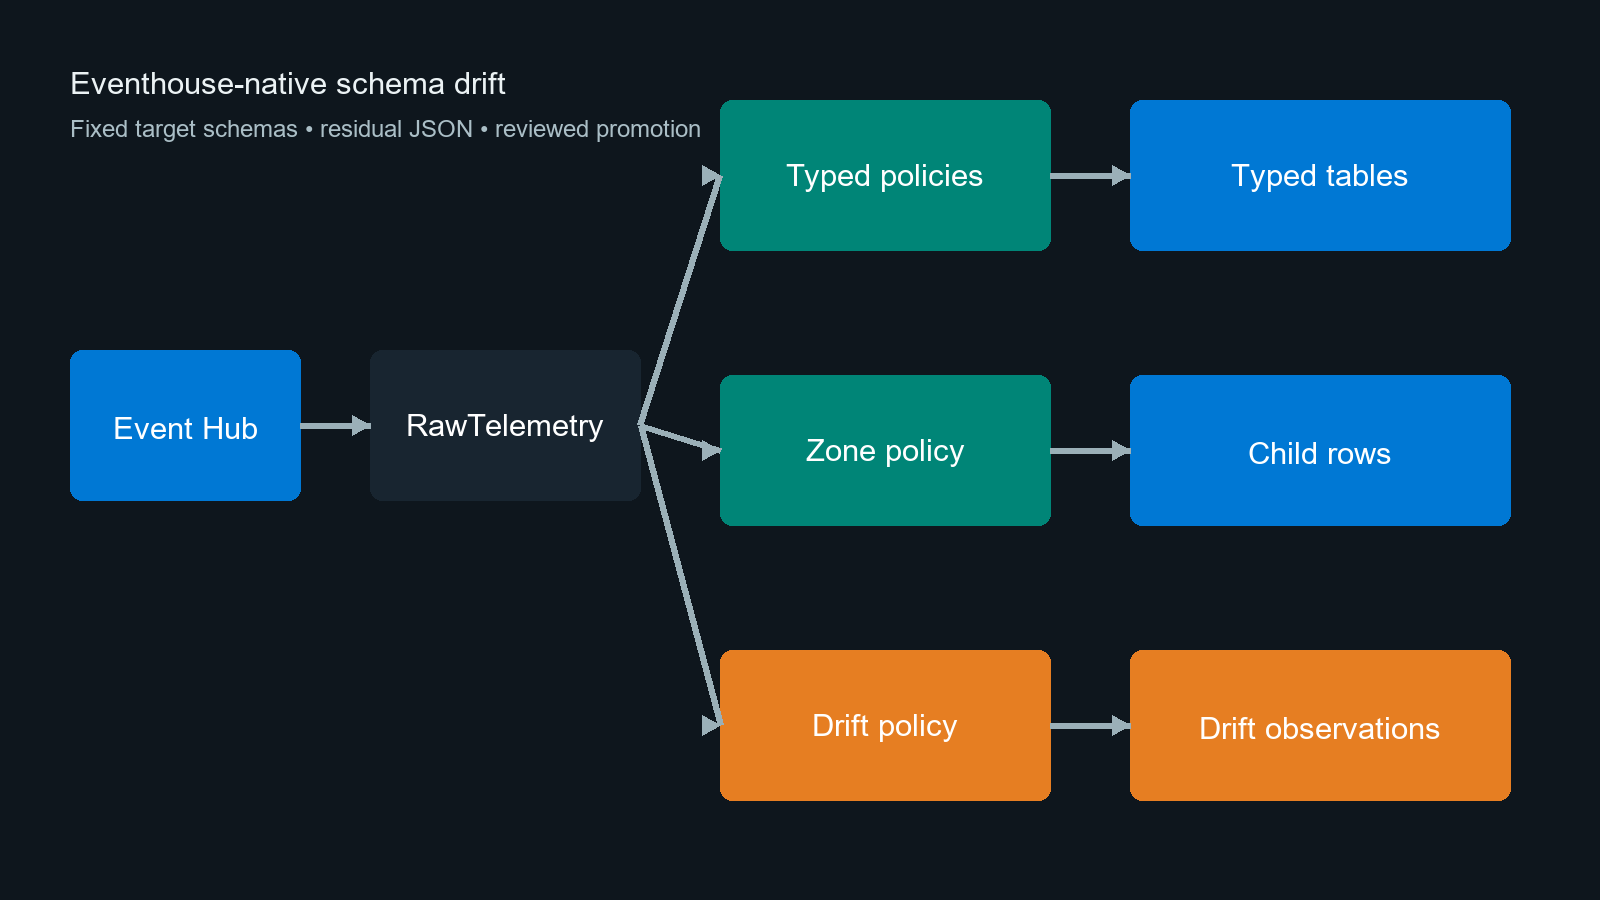 Eventhouse-native schema drift
Fixed target schemas • residual JSON • reviewed promotion
Typed policies
Typed tables
Event Hub
RawTelemetry
Zone policy
Child rows
Drift policy
Drift observations